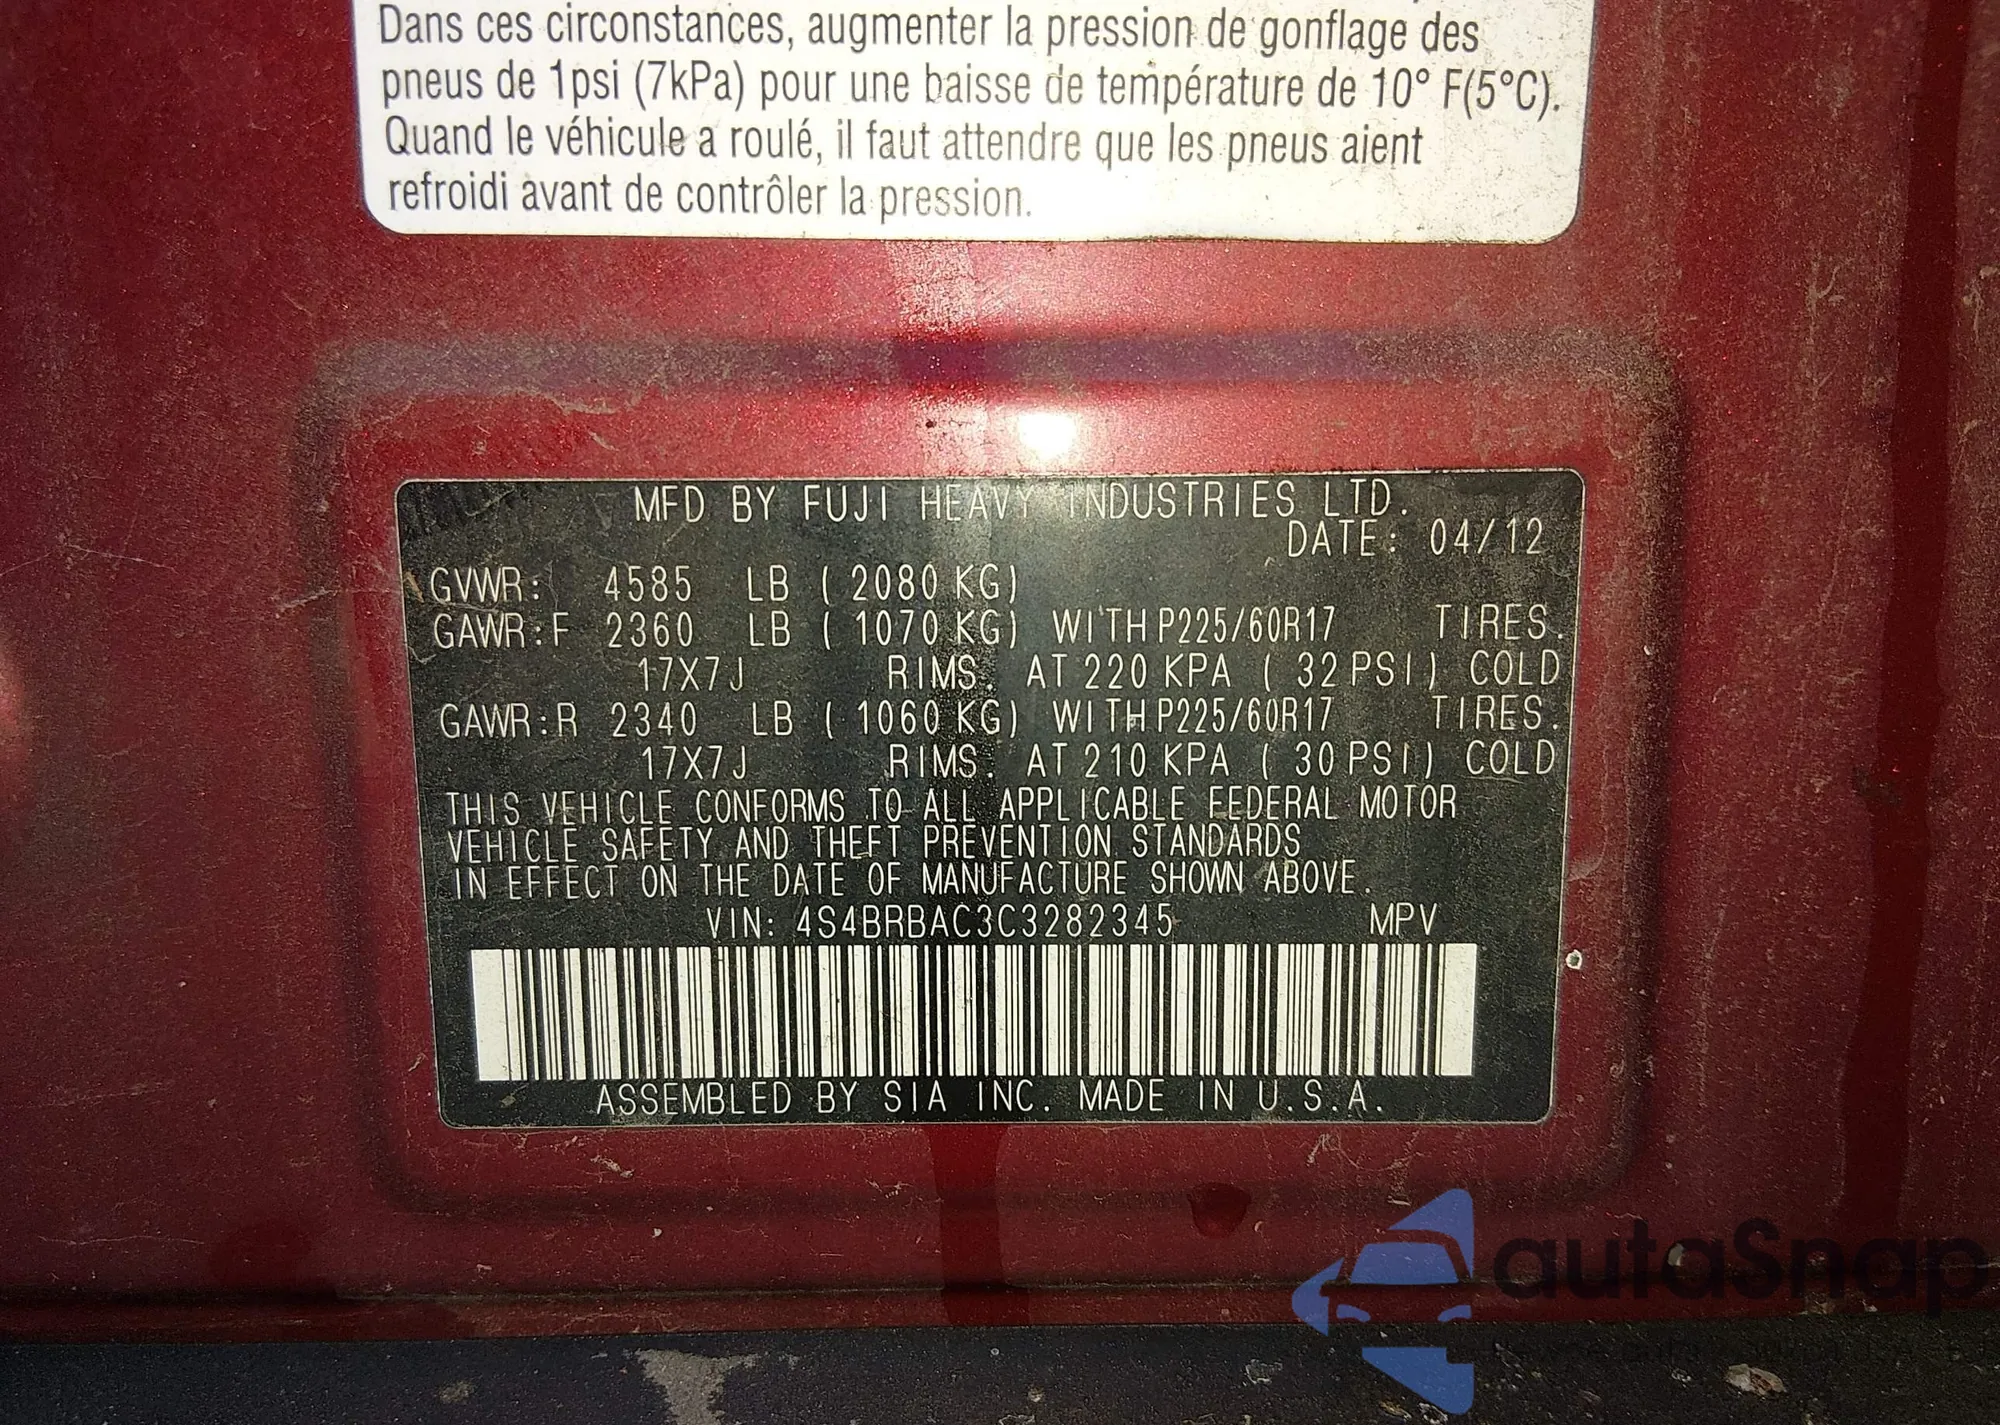 Dans ces circonstances, augmenter la pression de gonflage des
pneus de 1psi (7kPa) pour une baisse de température de 10° F(5°C).
Quand le véhicule a roulé, il faut attendre que les pneus aient
refroidi avant de contrôler la pression.
MFD BY FUJI HEAVY INDUSTRIES LTD.
DATE: 04/12
GVWR: 4585 LB ( 2080 KG)
GAWR:F 2360 LB ( 1070 KG) WITH P225/60R17 TIRES.
17X7J RIMS. AT 220 KPA ( 32 PSI) COLD
GAWR:R 2340 LB ( 1060 KG) WITH P225/60R17 TIRES.
17X7J RIMS. AT 210 KPA ( 30 PSI) COLD
THIS VEHICLE CONFORMS TO ALL APPLICABLE FEDERAL MOTOR
VEHICLE SAFETY AND THEFT PREVENTION STANDARDS
IN EFFECT ON THE DATE OF MANUFACTURE SHOWN ABOVE.
VIN: 4S4BRBAC3C3282345 MPV
ASSEMBLED BY SIA INC. MADE IN U.S.A.
autaSnap